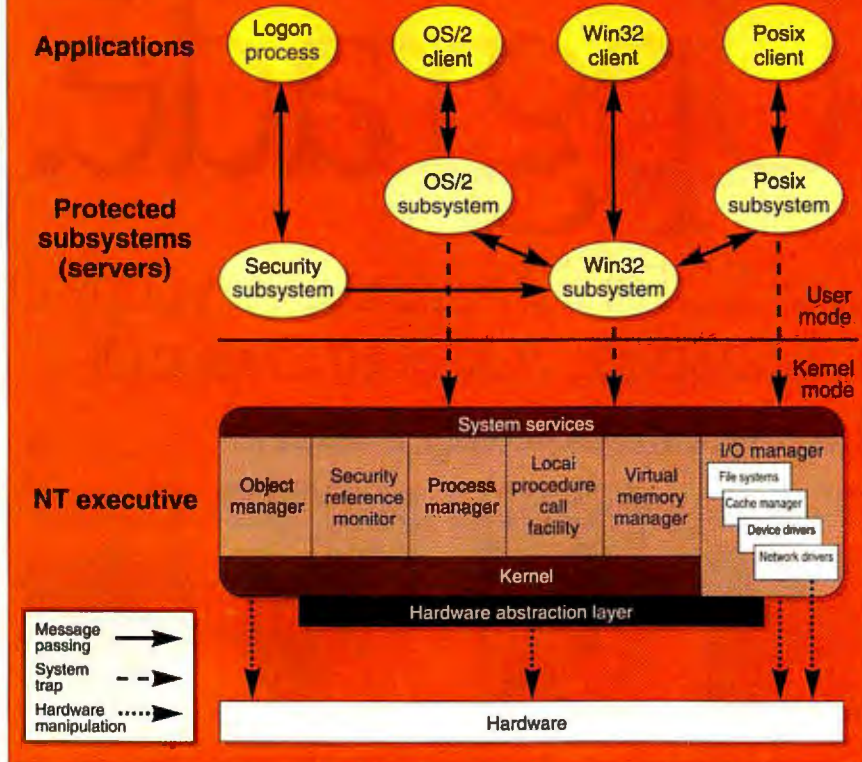 Applications
Logon
process
OS/2
client
Win32
client
Posix
client
Protected
subsystems
(servers)
OS/2
subsystem
Posix
subsystem
Security
subsystem
Win32
subsystem
User
mode
Kernel
mode
NT executive
System services
Object
manager
Security
reference
monitor
Process
manager
Local
procedure
call
facility
Virtual
memory
manager
I/O manager
File systems
Cache manager
Device drivers
Network drivers
Kernel
Hardware abstraction layer
Message
passing
System
trap
Hardware
manipulation
Hardware